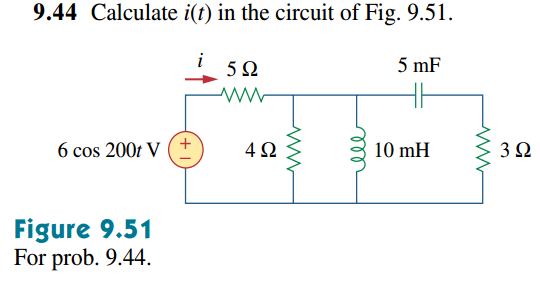 9.44 Calculate i(t) in the circuit of Fig. 9.51.
i
5 Ω
5 mF
6 cos 200t V
+
−
4 Ω
10 mH
3 Ω
Figure 9.51
For prob. 9.44.